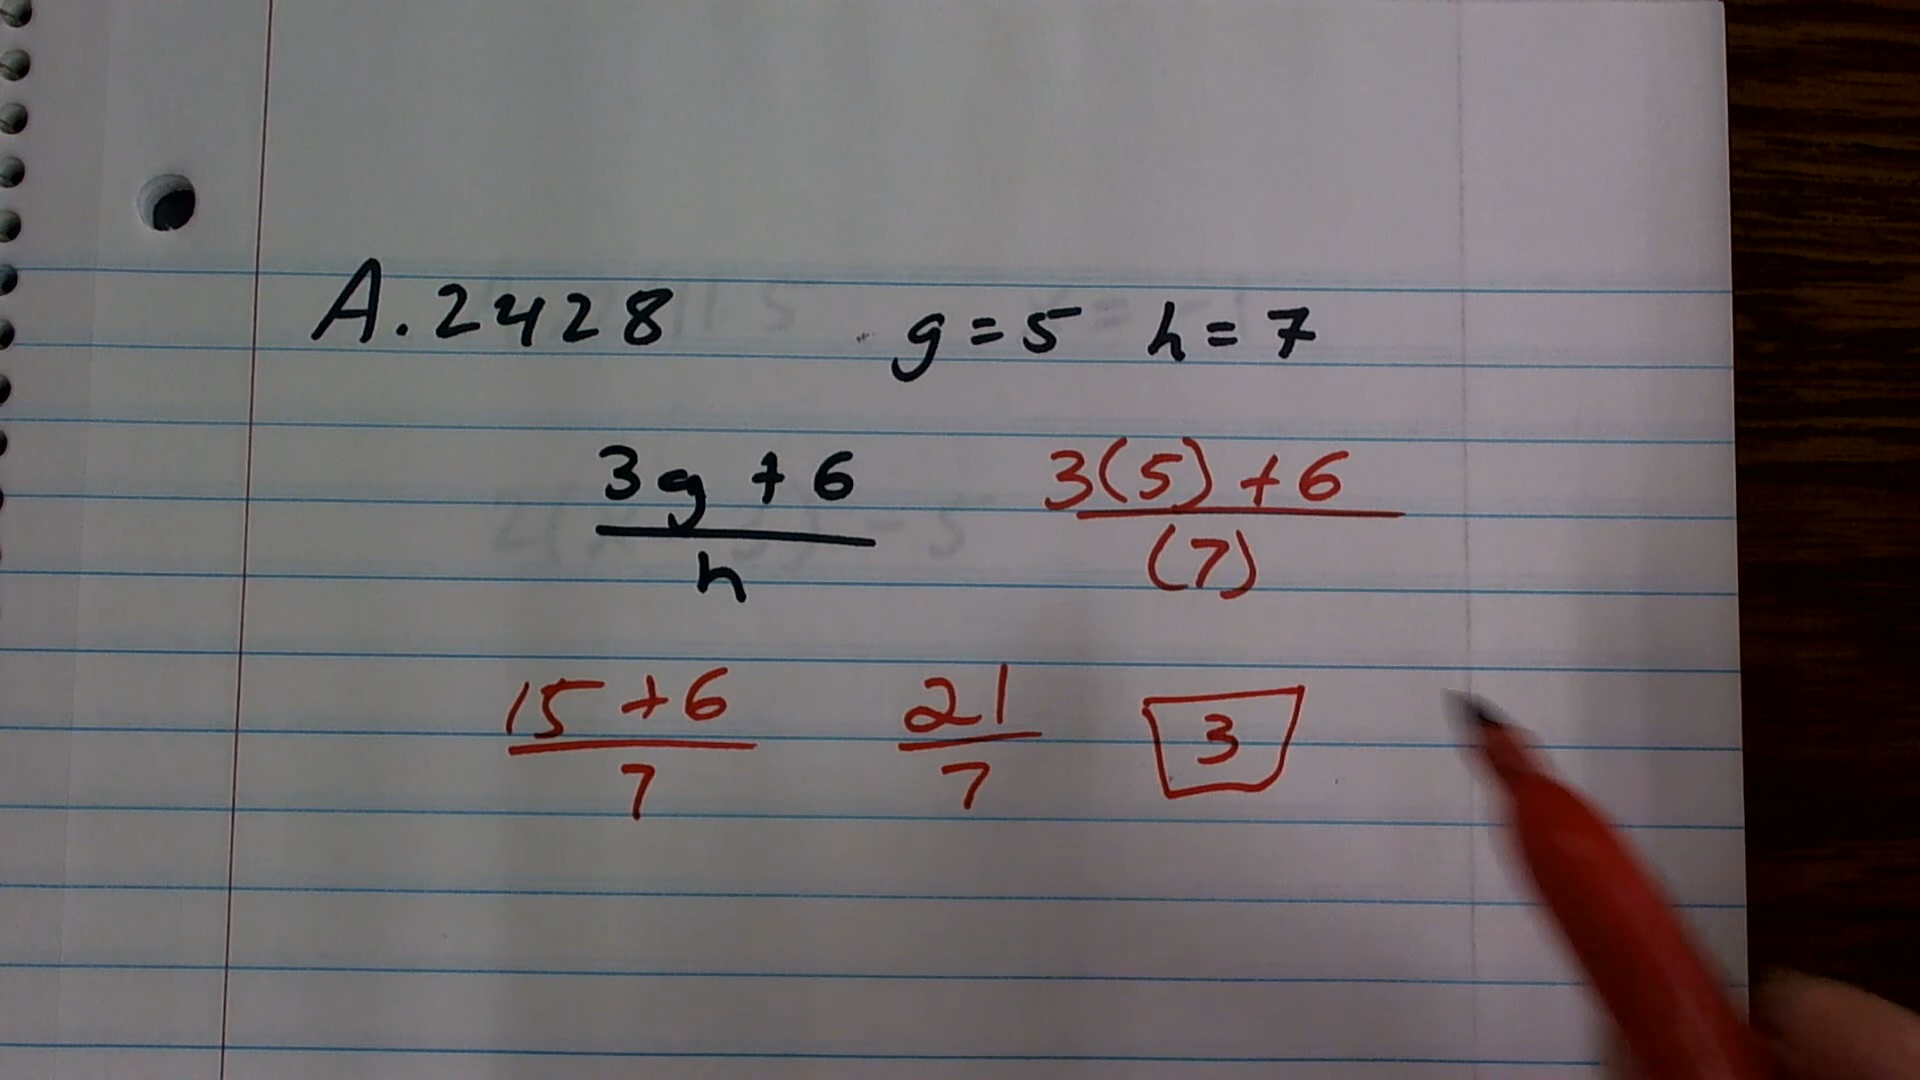 A.2428 g=5 h=7
3g+6/h 3(5)+6/(7)
15+6/7 21/7 3